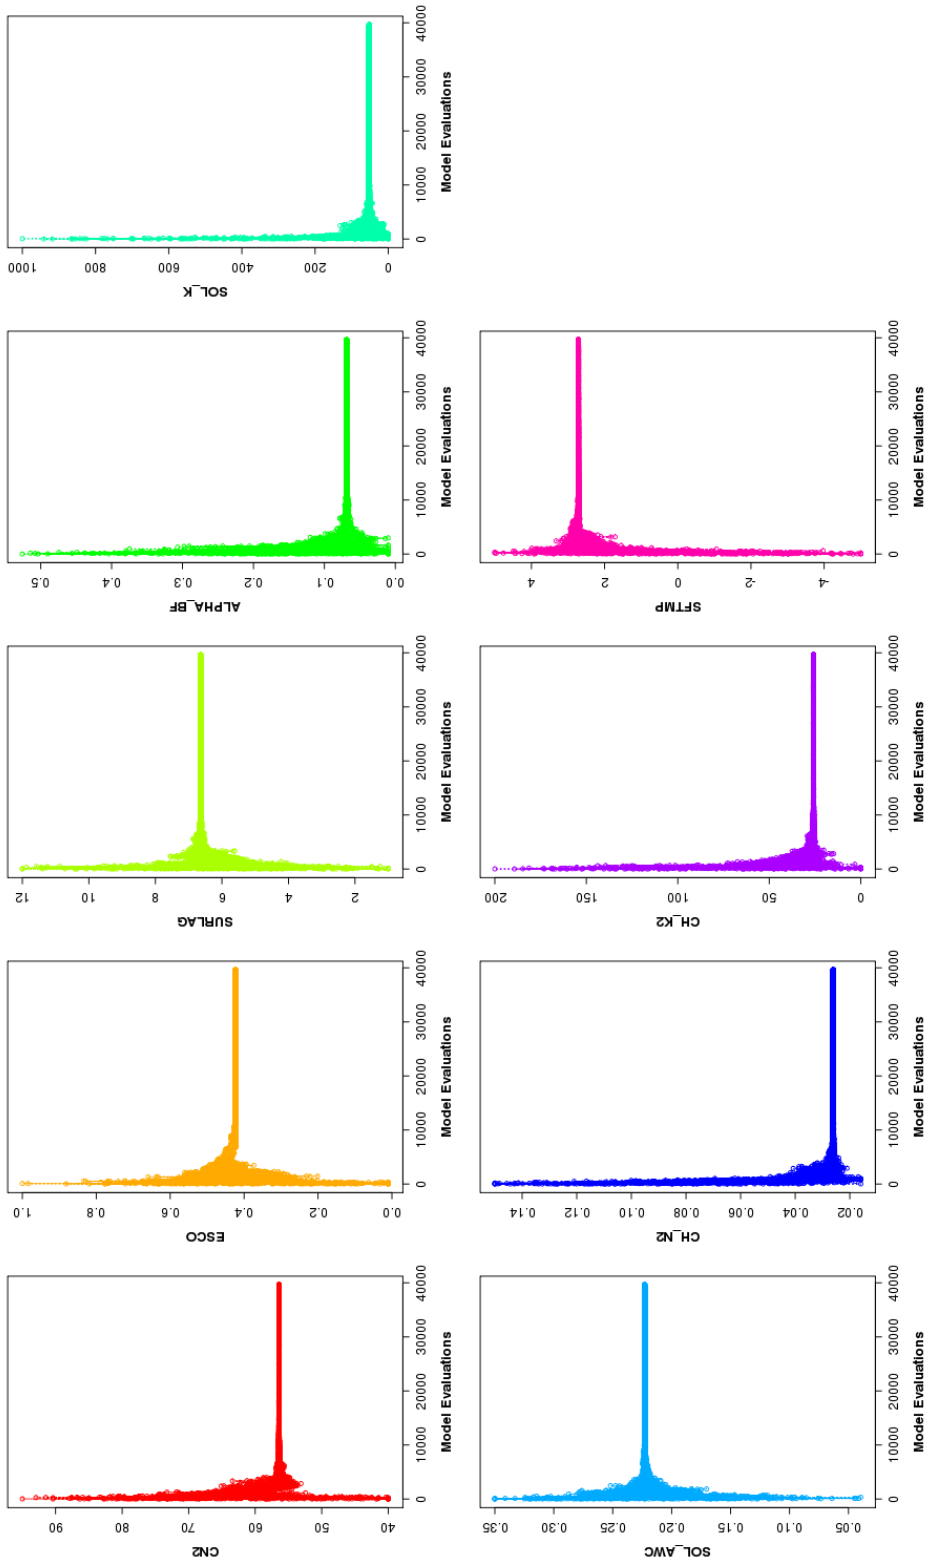 CN2
90
80
70
60
50
40
0 10000 20000 30000 40000
Model Evaluations
ESCO
1.0
0.8
0.6
0.4
0.2
0.0
0 10000 20000 30000 40000
Model Evaluations
SURLAG
12
10
8
6
4
2
0 10000 20000 30000 40000
Model Evaluations
ALPHA_BF
0.5
0.4
0.3
0.2
0.1
0.0
0 10000 20000 30000 40000
Model Evaluations
SOL_K
1000
800
600
400
200
0
0 10000 20000 30000 40000
Model Evaluations
SOL_AWC
0.35
0.30
0.25
0.20
0.15
0.10
0.05
0 10000 20000 30000 40000
Model Evaluations
CH_N2
0.14
0.12
0.10
0.08
0.06
0.04
0.02
0 10000 20000 30000 40000
Model Evaluations
CH_K2
200
150
100
50
0
0 10000 20000 30000 40000
Model Evaluations
SFTMP
4
2
0
-2
-4
0 10000 20000 30000 40000
Model Evaluations